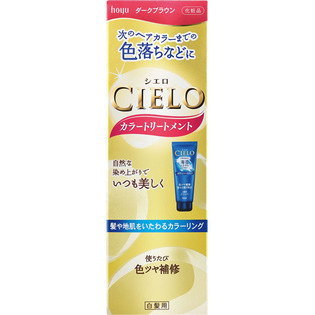 hoyu ダークブラウン 化粧品
次のヘアカラーまでの
色落ちなどに
シエロ
CIELO
カラートリートメント
自然な
染め上がりで
いつも美しく
CIELO
髪や地肌をいたわるカラーリング
使うたび
色ツヤ補修
白髪用